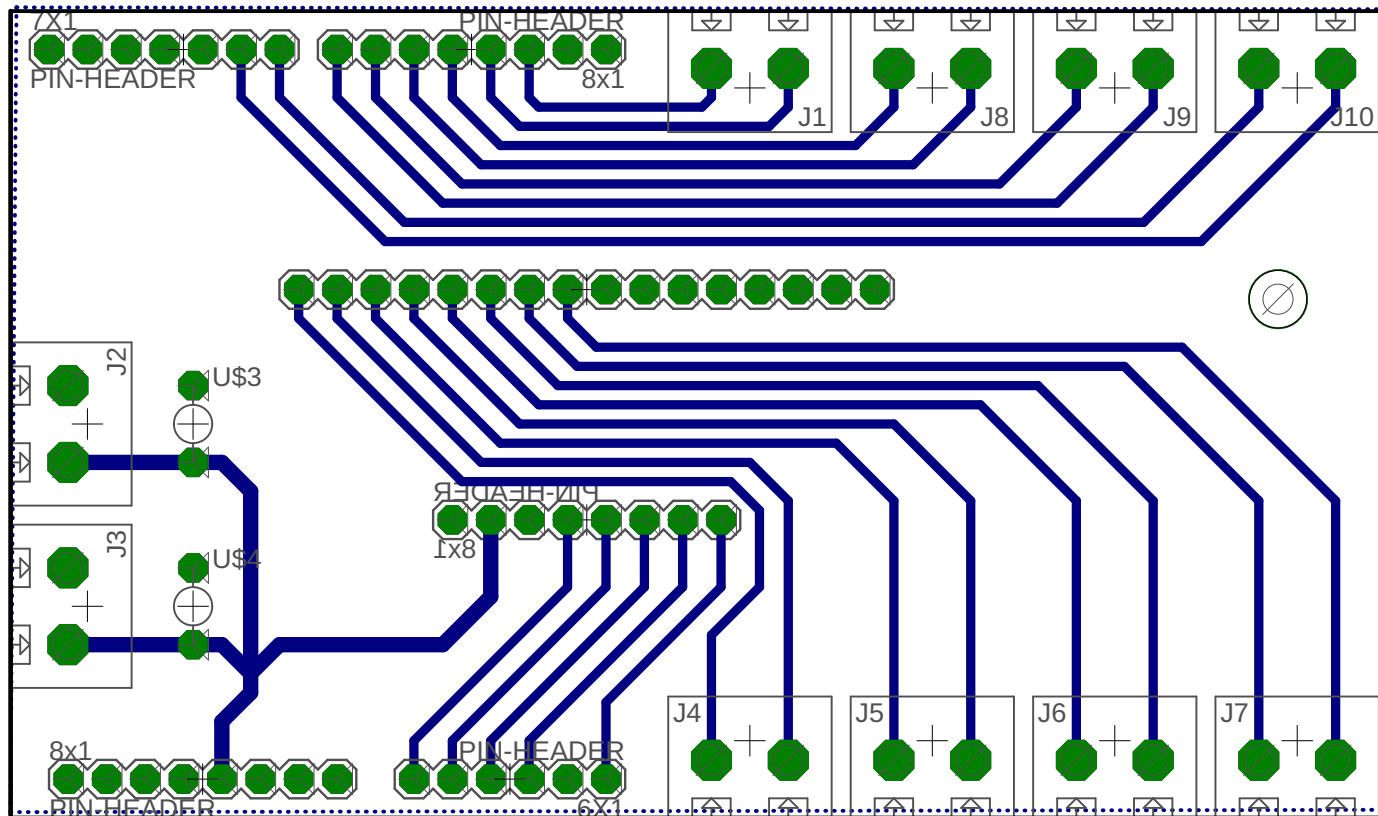 7X1
PIN-HEADER
PIN-HEADER
8x1
J1
J8
J9
J10
J2
U$3
PIN-HEADER
8x1
J3
U$4
J4
J5
J6
J7
8x1
PIN-HEADER
PIN-HEADER
6X1